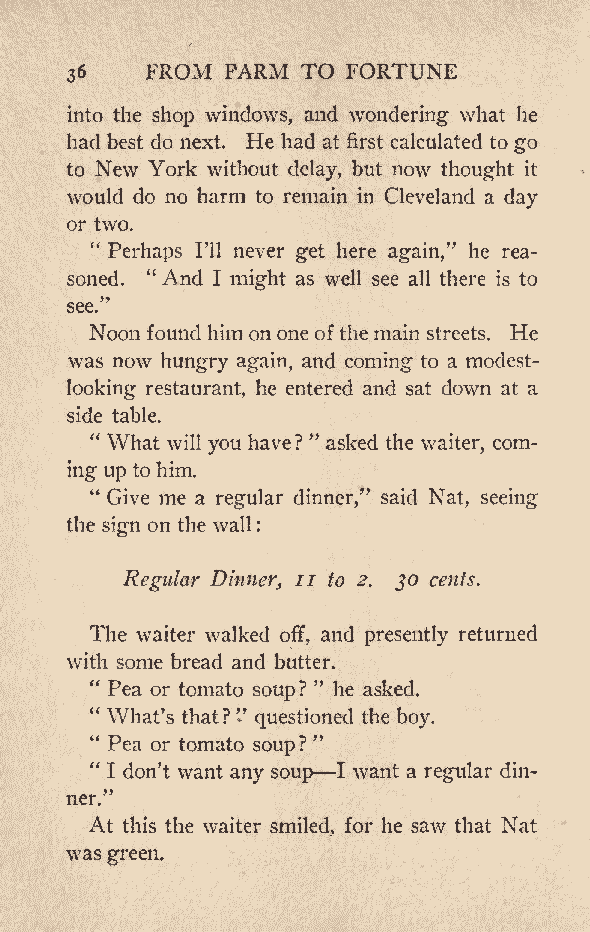 36 FROM FARM TO FORTUNE
into the shop windows, and wondering what he
had best do next. He had at first calculated to go
to New York without delay, but now thought it
would do no harm to remain in Cleveland a day
or two.
“ Perhaps I’ll never get here again,” he rea-
soned. “ And I might as well see all there is to
see.”
Noon found him on one of the main streets. He
was now hungry again, and coming to a modest-
looking restaurant, he entered and sat down at a
side table.
“ What will you have? ” asked the waiter, com-
ing up to him.
“ Give me a regular dinner,” said Nat, seeing
the sign on the wall:
Regular Dinner, 11 to 2. 30 cents.
The waiter walked off, and presently returned
with some bread and butter.
“ Pea or tomato soup? ” he asked.
“ What’s that? ” questioned the boy.
“ Pea or tomato soup? ”
“ I don’t want any soup—I want a regular din-
ner.”
At this the waiter smiled, for he saw that Nat
was green.